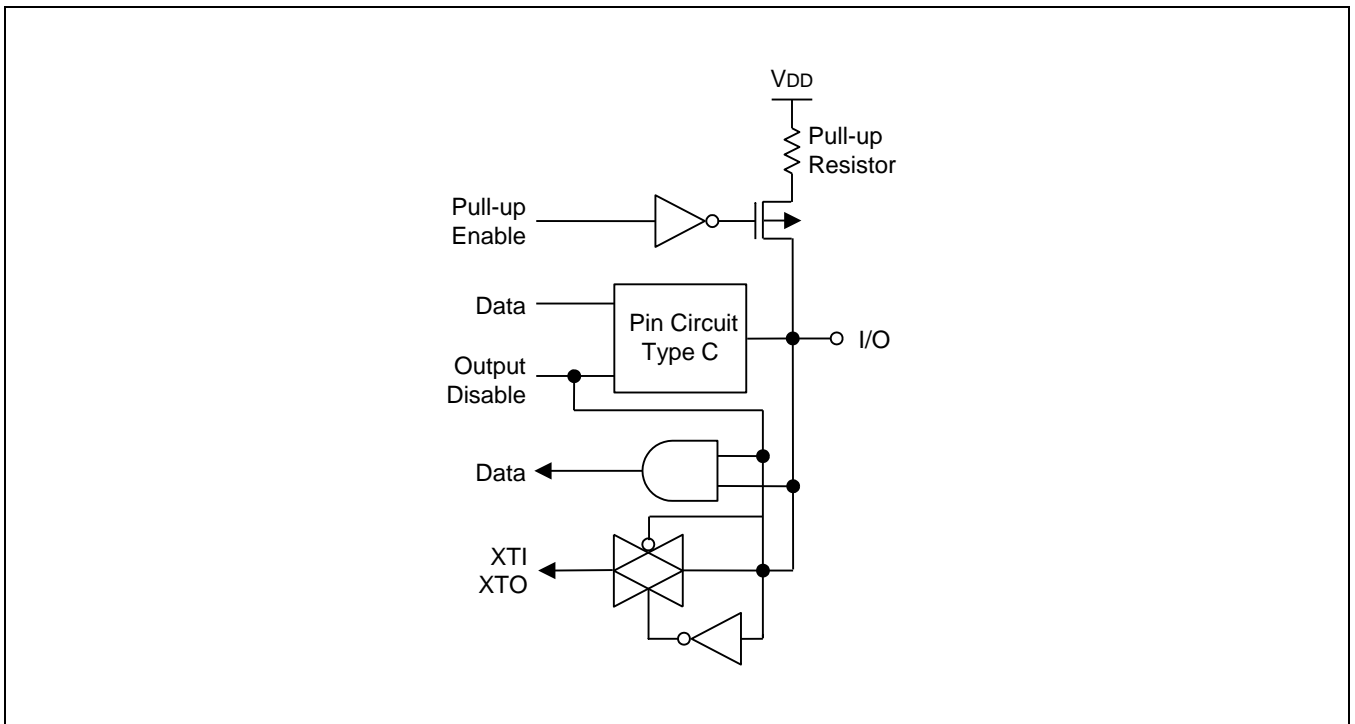 VDD
Pull-up
Resistor
Pull-up
Enable
Data
Pin Circuit
Type C
I/O
Output
Disable
Data
XTI
XTO